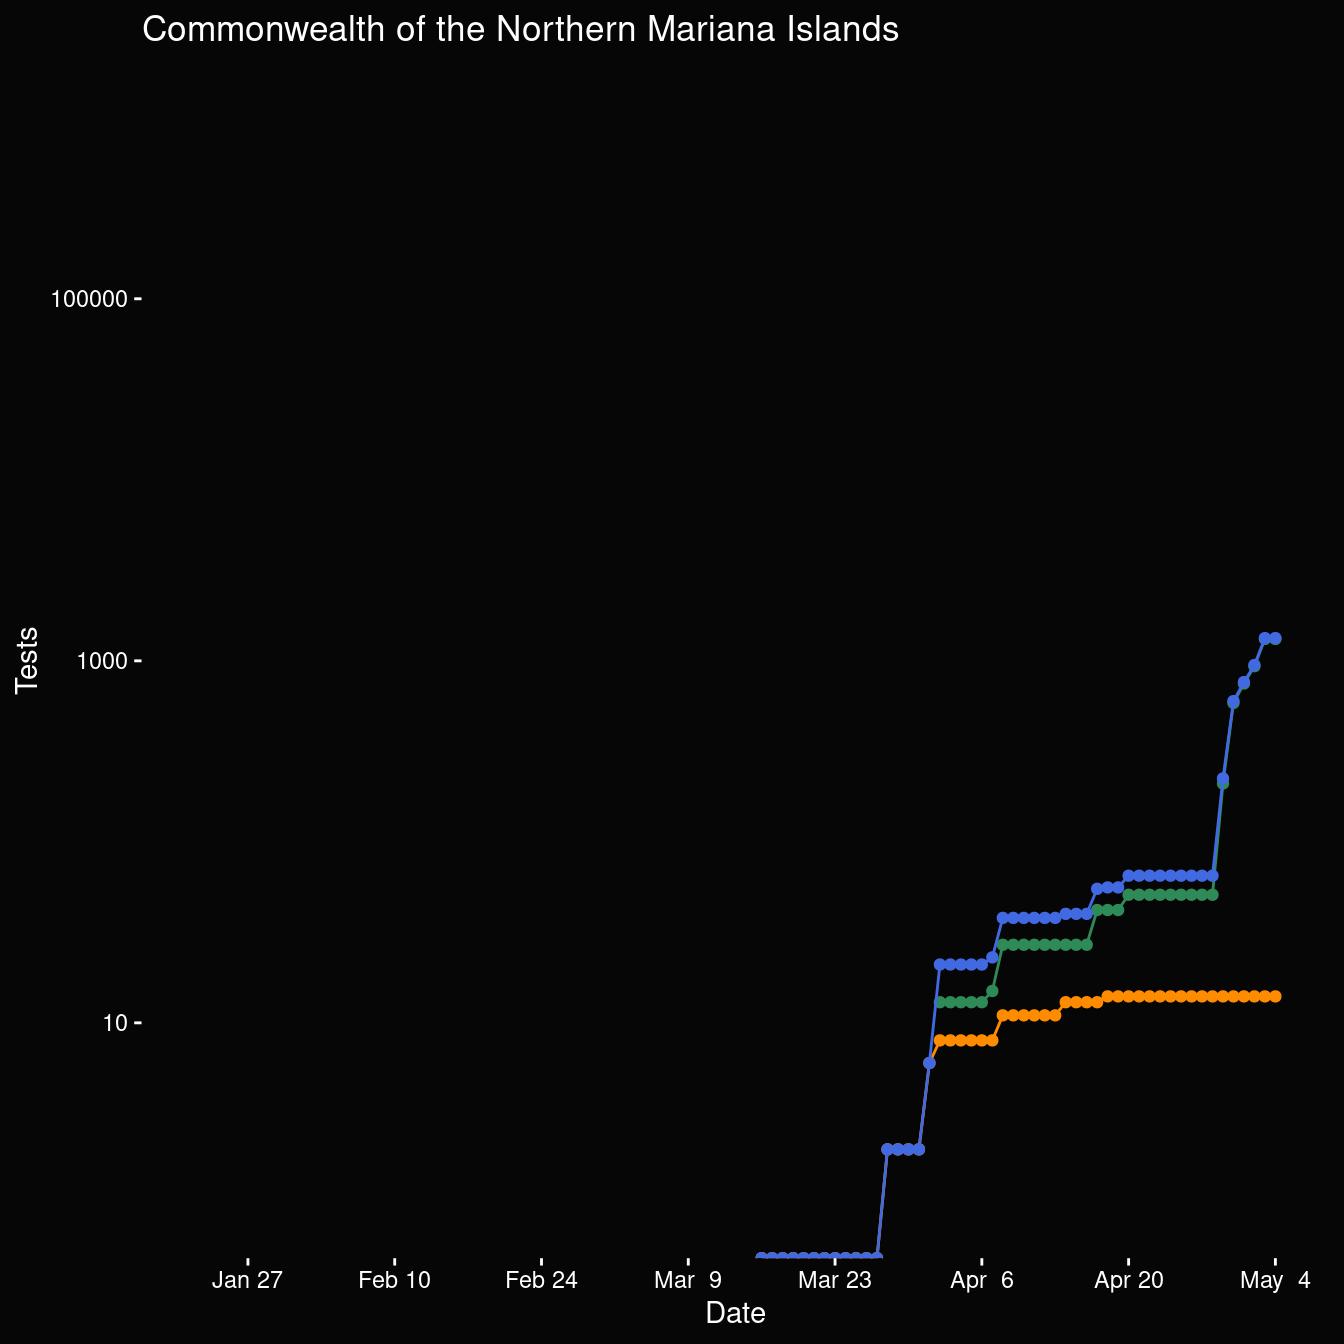 Commonwealth of the Northern Mariana Islands
100000
1000
10
Tests
Jan 27 Feb 10 Feb 24 Mar  9 Mar 23 Apr  6 Apr 20 May  4
Date